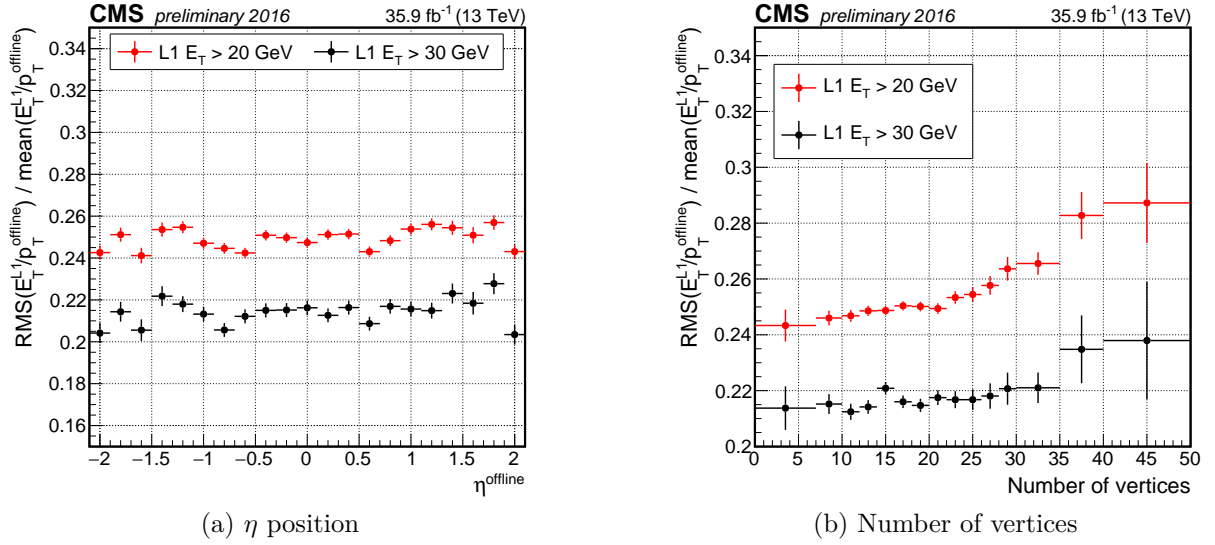 CMS preliminary 2016 35.9 fb⁻¹ (13 TeV)
RMS(E_T^L1/p_T^offline) / mean(E_T^L1/p_T^offline)
L1 E_T > 20 GeV L1 E_T > 30 GeV
0.34
0.32
0.3
0.28
0.26
0.24
0.22
0.2
0.18
0.16
−2 −1.5 −1 −0.5 0 0.5 1 1.5 2
η^offline
(a) η position
CMS preliminary 2016 35.9 fb⁻¹ (13 TeV)
RMS(E_T^L1/p_T^offline) / mean(E_T^L1/p_T^offline)
L1 E_T > 20 GeV
L1 E_T > 30 GeV
0.34
0.32
0.3
0.28
0.26
0.24
0.22
0.2
0 5 10 15 20 25 30 35 40 45 50
Number of vertices
(b) Number of vertices